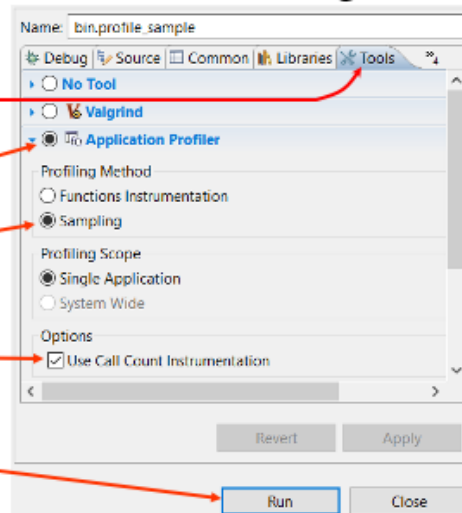 Name: bin.profile_sample
Debug Source Common Libraries Tools »4
No Tool
Valgrind
Application Profiler
Profiling Method
Functions Instrumentation
Sampling
Profiling Scope
Single Application
System Wide
Options
Use Call Count Instrumentation
Revert Apply
Run Close